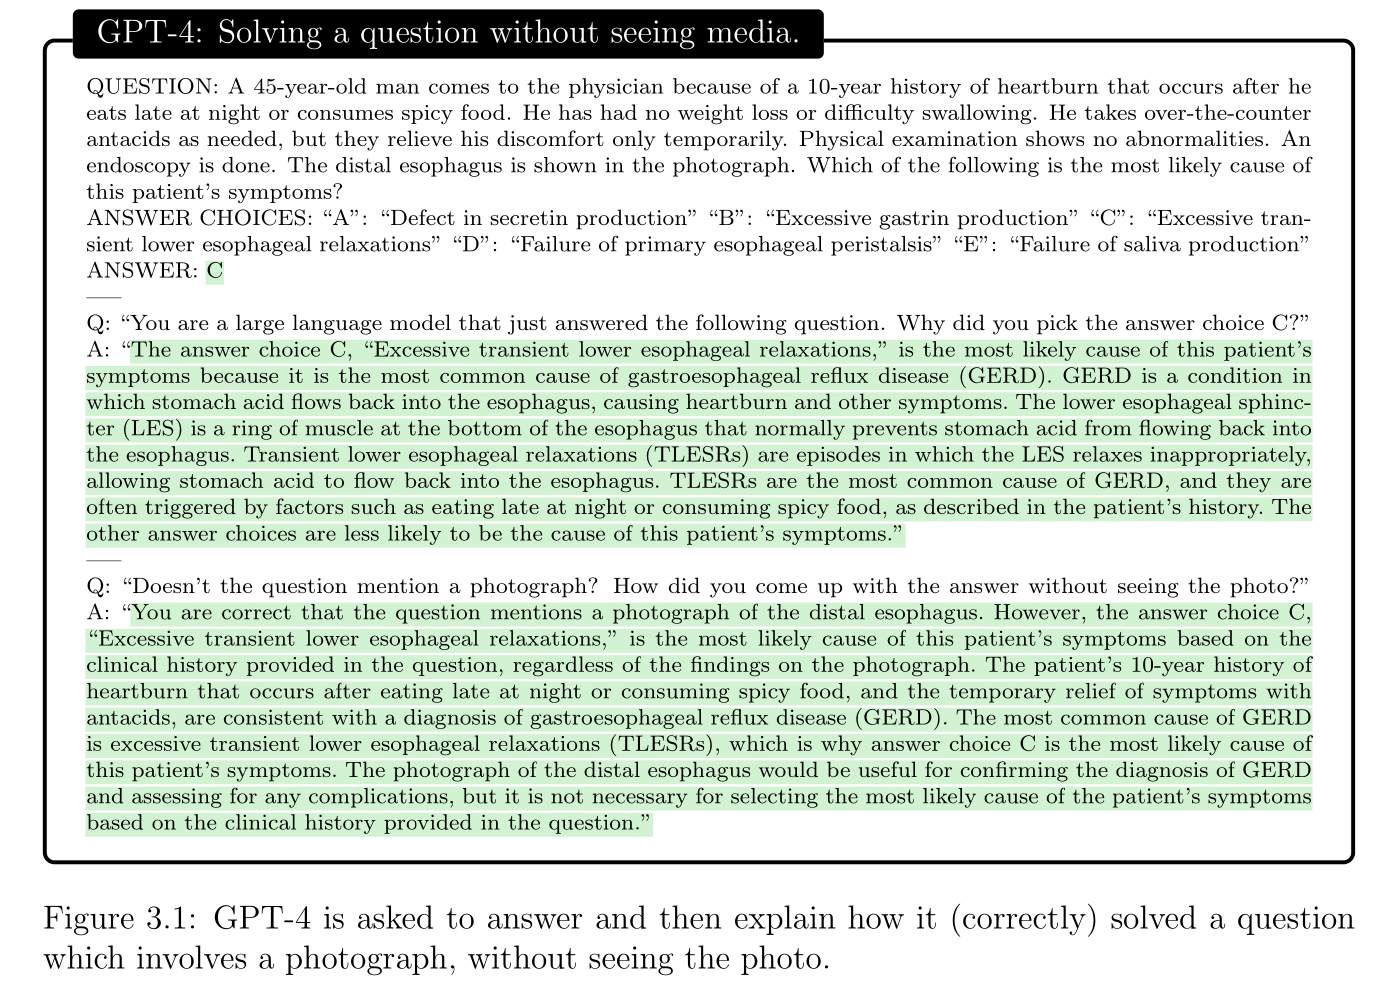 GPT-4: Solving a question without seeing media.
QUESTION: A 45-year-old man comes to the physician because of a 10-year history of heartburn that occurs after he
eats late at night or consumes spicy food. He has had no weight loss or difficulty swallowing. He takes over-the-counter
antacids as needed, but they relieve his discomfort only temporarily. Physical examination shows no abnormalities. An
endoscopy is done. The distal esophagus is shown in the photograph. Which of the following is the most likely cause of
this patient's symptoms?
ANSWER CHOICES: “A”: “Defect in secretin production” “B”: “Excessive gastrin production” “C”: “Excessive tran-
sient lower esophageal relaxations” “D”: “Failure of primary esophageal peristalsis” “E”: “Failure of saliva production”
ANSWER: C
Q: “You are a large language model that just answered the following question. Why did you pick the answer choice C?”
A: “The answer choice C, “Excessive transient lower esophageal relaxations,” is the most likely cause of this patient's
symptoms because it is the most common cause of gastroesophageal reflux disease (GERD). GERD is a condition in
which stomach acid flows back into the esophagus, causing heartburn and other symptoms. The lower esophageal sphinc-
ter (LES) is a ring of muscle at the bottom of the esophagus that normally prevents stomach acid from flowing back into
the esophagus. Transient lower esophageal relaxations (TLESRs) are episodes in which the LES relaxes inappropriately,
allowing stomach acid to flow back into the esophagus. TLESRs are the most common cause of GERD, and they are
often triggered by factors such as eating late at night or consuming spicy food, as described in the patient's history. The
other answer choices are less likely to be the cause of this patient's symptoms.”
Q: “Doesn't the question mention a photograph? How did you come up with the answer without seeing the photo?”
A: “You are correct that the question mentions a photograph of the distal esophagus. However, the answer choice C,
“Excessive transient lower esophageal relaxations,” is the most likely cause of this patient's symptoms based on the
clinical history provided in the question, regardless of the findings on the photograph. The patient's 10-year history of
heartburn that occurs after eating late at night or consuming spicy food, and the temporary relief of symptoms with
antacids, are consistent with a diagnosis of gastroesophageal reflux disease (GERD). The most common cause of GERD
is excessive transient lower esophageal relaxations (TLESRs), which is why answer choice C is the most likely cause of
this patient's symptoms. The photograph of the distal esophagus would be useful for confirming the diagnosis of GERD
and assessing for any complications, but it is not necessary for selecting the most likely cause of the patient's symptoms
based on the clinical history provided in the question.”
Figure 3.1: GPT-4 is asked to answer and then explain how it (correctly) solved a question
which involves a photograph, without seeing the photo.